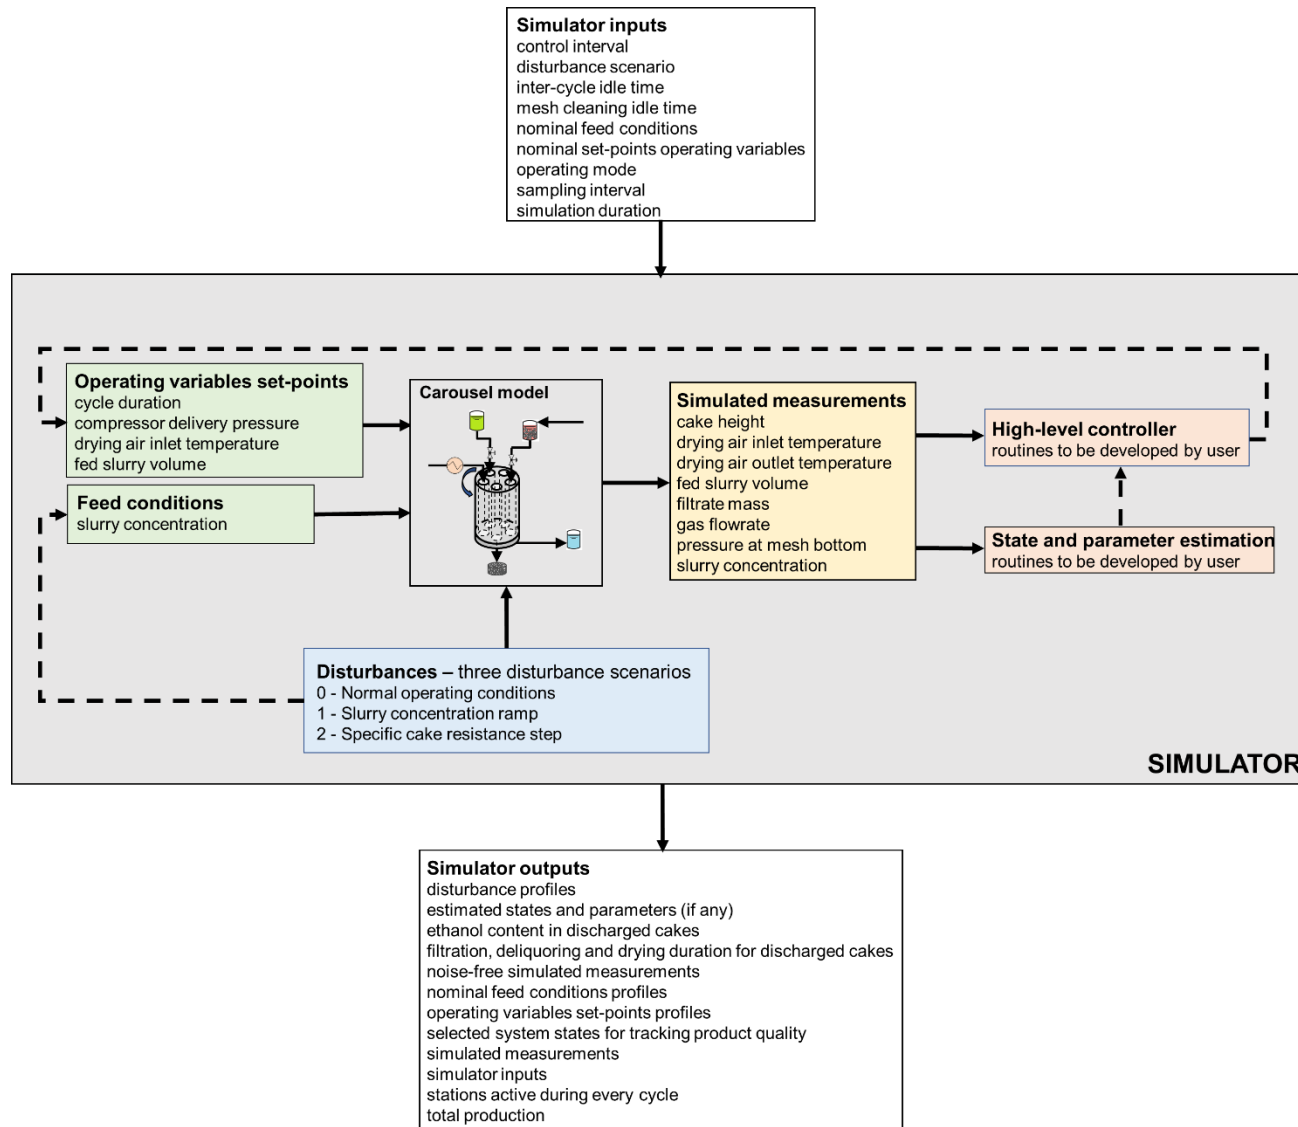 Simulator inputs
control interval
disturbance scenario
inter-cycle idle time
mesh cleaning idle time
nominal feed conditions
nominal set-points operating variables
operating mode
sampling interval
simulation duration
Operating variables set-points
cycle duration
compressor delivery pressure
drying air inlet temperature
fed slurry volume
Feed conditions
slurry concentration
Carousel model
Simulated measurements
cake height
drying air inlet temperature
drying air outlet temperature
fed slurry volume
filtrate mass
gas flowrate
pressure at mesh bottom
slurry concentration
High-level controller
routines to be developed by user
State and parameter estimation
routines to be developed by user
Disturbances – three disturbance scenarios
0 - Normal operating conditions
1 - Slurry concentration ramp
2 - Specific cake resistance step
SIMULATOR
Simulator outputs
disturbance profiles
estimated states and parameters (if any)
ethanol content in discharged cakes
filtration, deliquoring and drying duration for discharged cakes
noise-free simulated measurements
nominal feed conditions profiles
operating variables set-points profiles
selected system states for tracking product quality
simulated measurements
simulator inputs
stations active during every cycle
total production